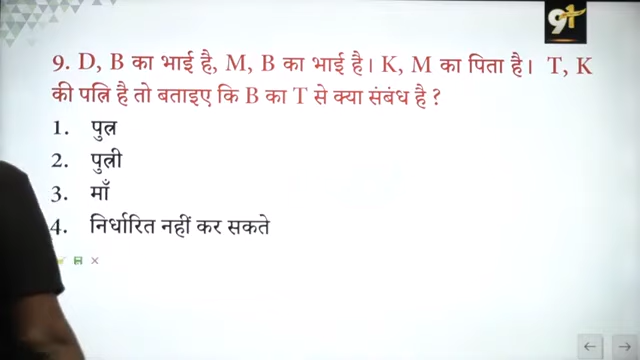 9. D, B का भाई है, M, B का भाई है। K, M का पिता है। T, K
की पत्नि है तो बताइए कि B का T से क्या संबंध है ?
1. पुत्र
2. पुत्री
3. माँ
4. निर्धारित नहीं कर सकते